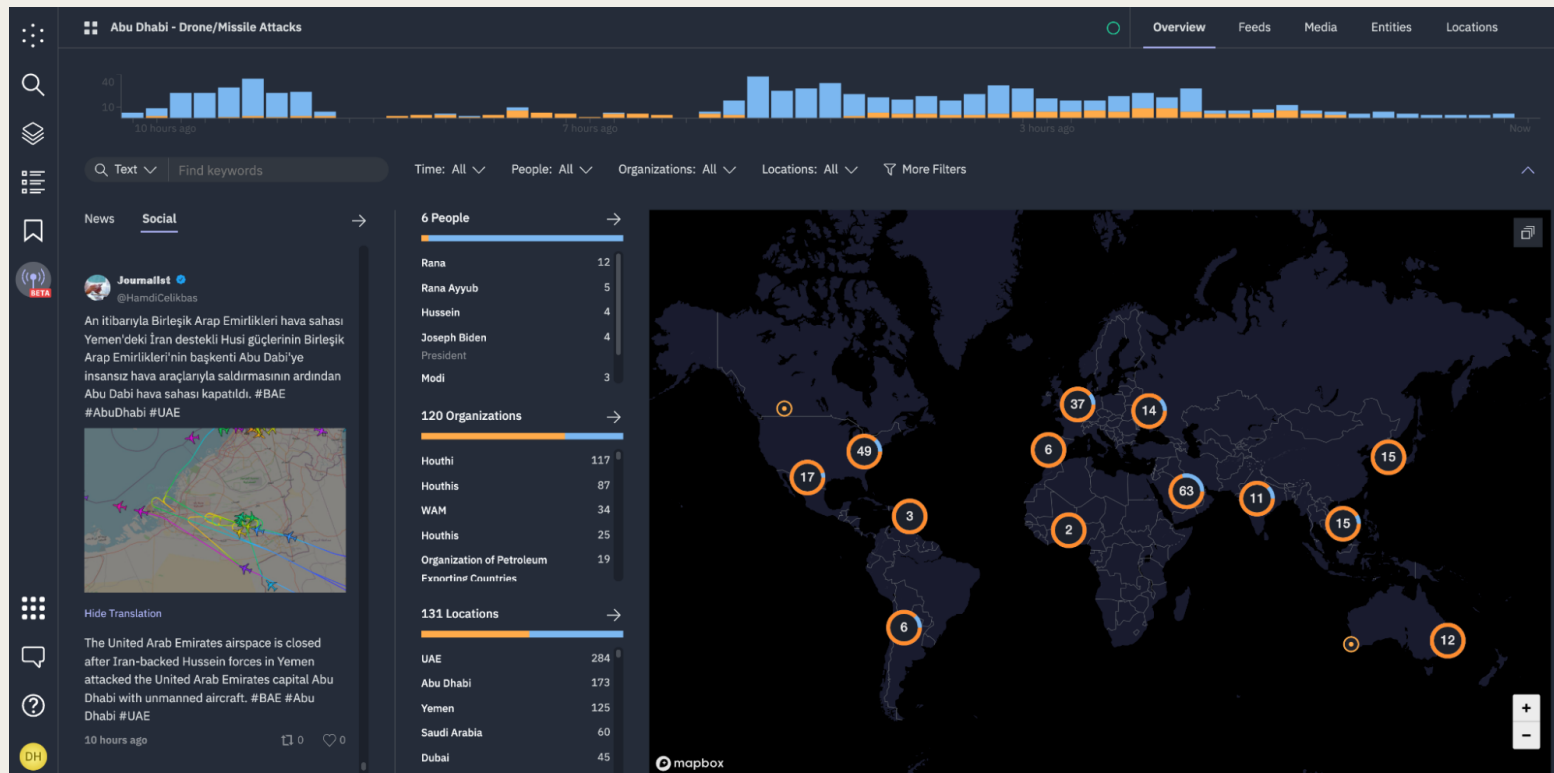 Abu Dhabi - Drone/Missile Attacks
Overview
Feeds
Media
Entities
Locations
40
10
10 hours ago
7 hours ago
3 hours ago
Now
Text
Find keywords
Time: All
People: All
Organizations: All
Locations: All
More Filters
BETA
News
Social
Journalist
@HamdiCelikbas
An itibarıyla Birleşik Arap Emirlikleri hava sahası
Yemen'deki İran destekli Husi güçlerinin Birleşik
Arap Emirlikleri'nin başkenti Abu Dabi'ye
insansız hava araçlarıyla saldırmasının ardından
Abu Dabi hava sahası kapatıldı. #BAE
#AbuDhabi #UAE
Hide Translation
The United Arab Emirates airspace is closed
after Iran-backed Hussein forces in Yemen
attacked the United Arab Emirates capital Abu
Dhabi with unmanned aircraft. #BAE #Abu
Dhabi #UAE
10 hours ago
0
0
DH
6 People
Rana 12
Rana Ayyub 5
Hussein 4
Joseph Biden 4
President
Modi 3
120 Organizations
Houthi 117
Houthis 87
WAM 34
Houthis 25
Organization of Petroleum 19
Exporting Countries
131 Locations
UAE 284
Abu Dhabi 173
Yemen 125
Saudi Arabia 60
Dubai 45
37
14
49
6
17
15
63
11
3
15
2
6
12
+
−
mapbox